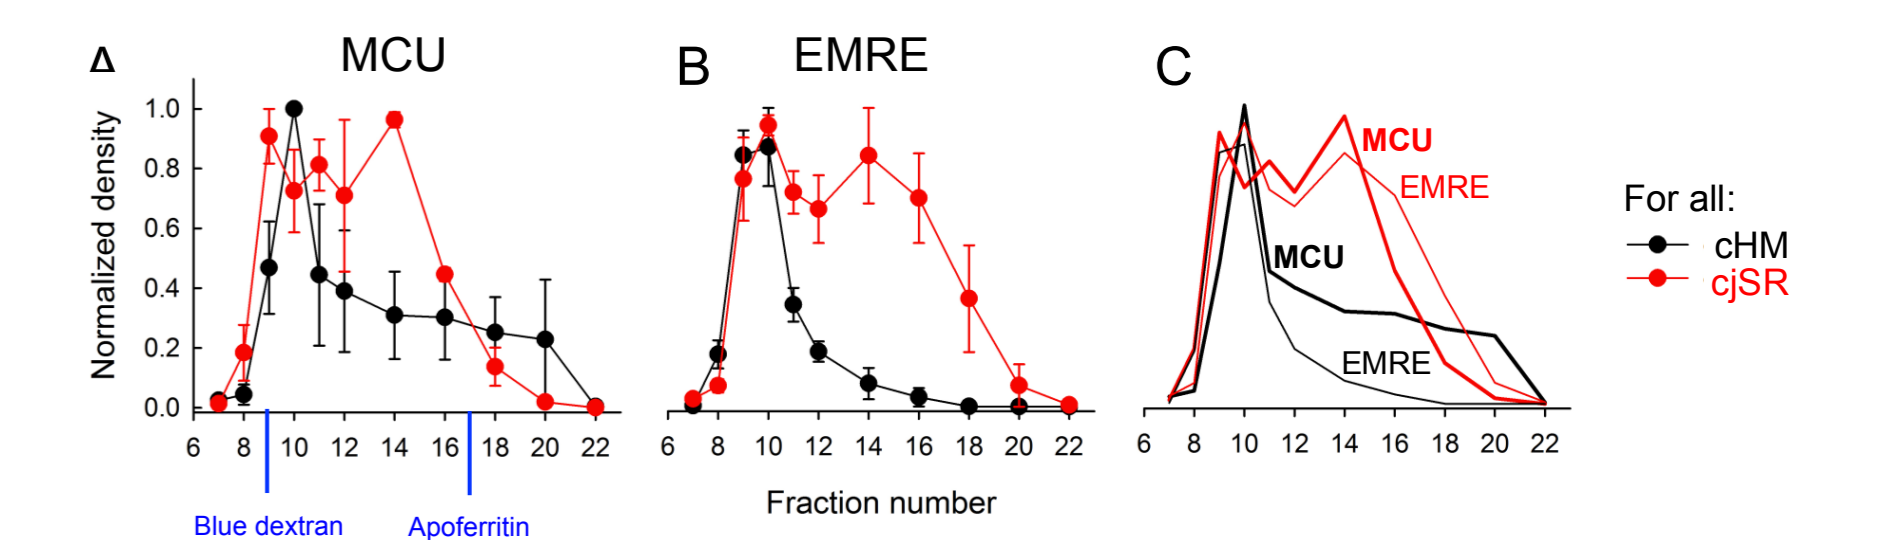 A
MCU
B
EMRE
C
Normalized density
1.0
0.8
0.6
0.4
0.2
0.0
6 8 10 12 14 16 18 20 22
6 8 10 12 14 16 18 20 22
6 8 10 12 14 16 18 20 22
Blue dextran
Apoferritin
Fraction number
MCU
EMRE
MCU
EMRE
For all:
cHM
cjSR